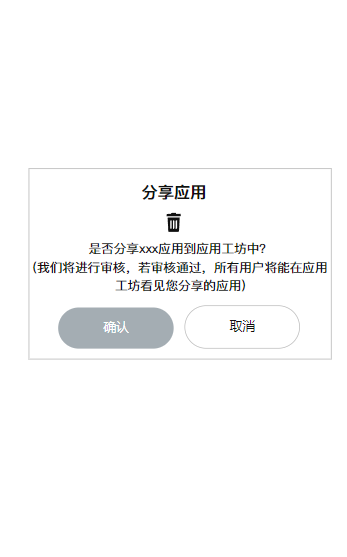 分享应用
是否分享xxx应用到应用工坊中?
(我们将进行审核，若审核通过，所有用户将能在应用
工坊看见您分享的应用)
确认
取消